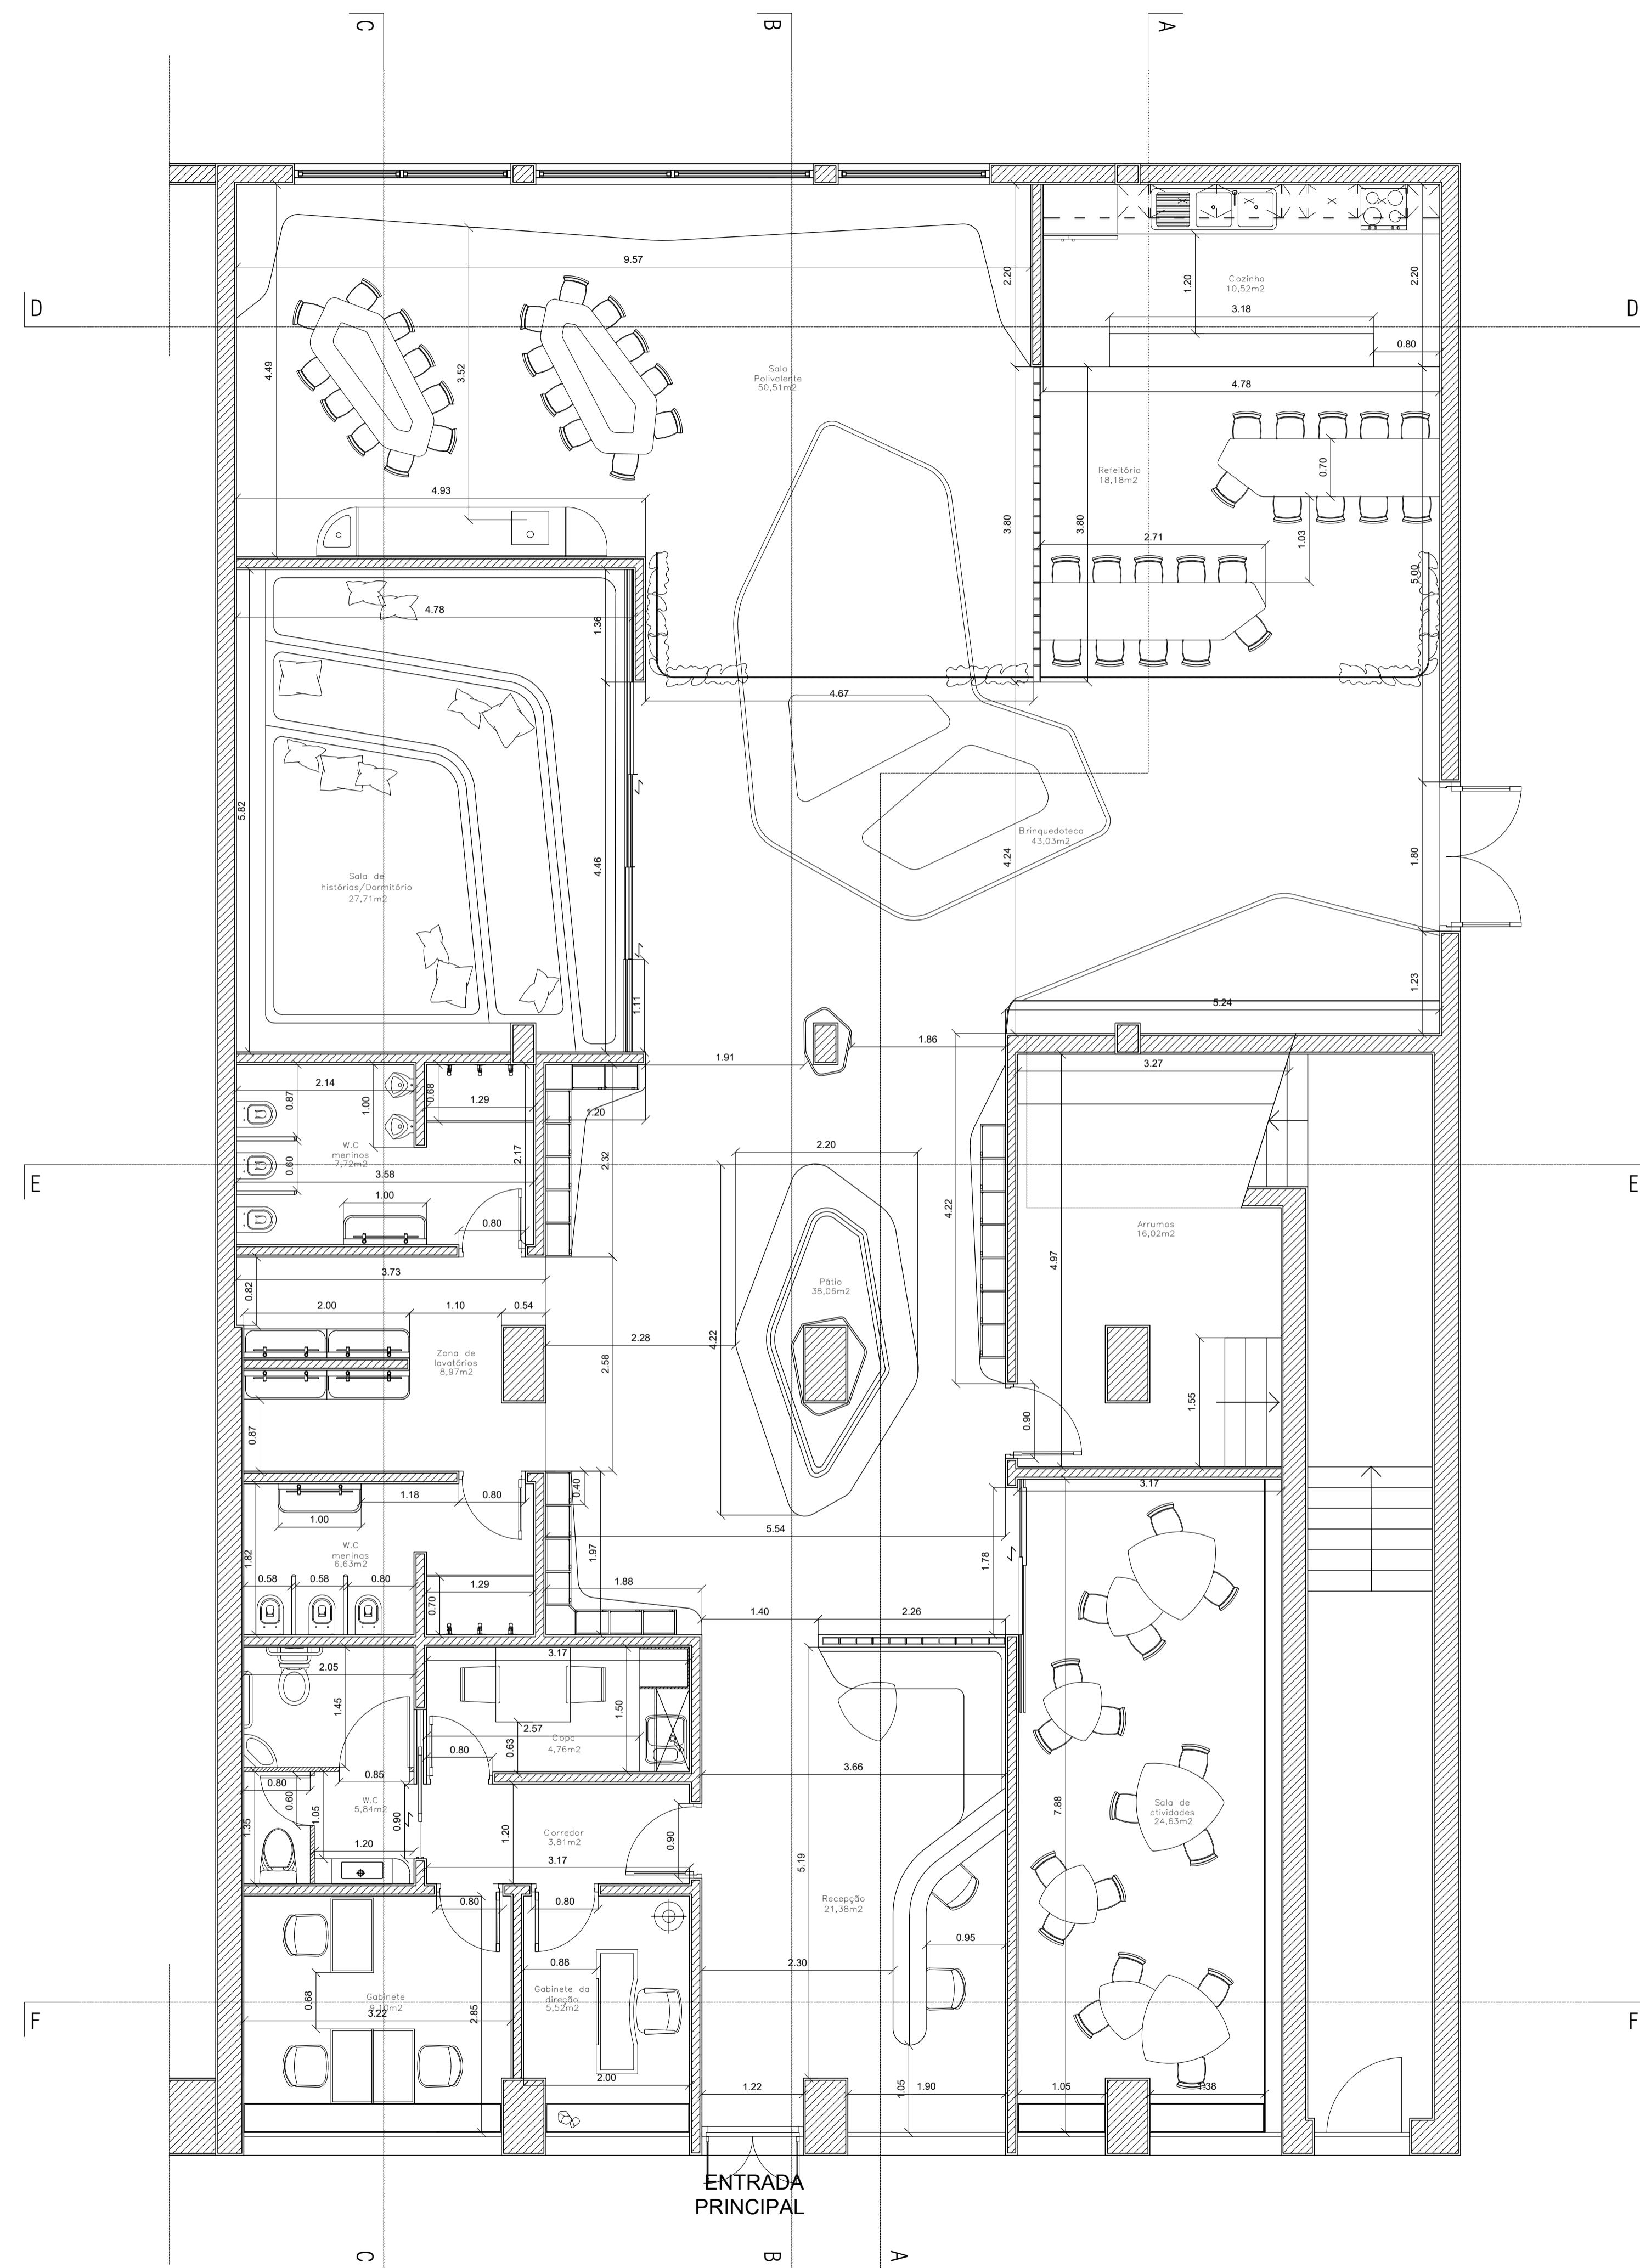 C
B
A
9.57
2.20
1.20
Cozinha
10,52m2
2.20
3.18
D
D
4.49
3.52
0.80
Sala
Polivalente
50,51m2
4.78
Refeitório
18,18m2
0.70
4.93
3.80
3.80
2.71
1.03
5.00
4.78
1.36
4.67
5.82
Brinquedoteca
43,03m2
4.24
4.46
1.80
Sala de
histórias/Dormitório
27,71m2
1.11
1.23
5.24
1.91
1.86
3.27
2.14
0.87
1.00
0.68
1.29
1.20
W.C
meninos
7,72m2
2.17
2.32
2.20
0.60
3.58
E
E
1.00
0.80
4.22
Arrumos
16,02m2
4.97
3.73
0.82
Pátio
38,06m2
2.00
1.10
0.54
2.28
4.22
Zona de
lavatórios
8,97m2
2.58
1.55
0.87
0.90
3.17
1.18
0.80
0.40
1.00
5.54
W.C
meninas
6,63m2
1.82
1.97
1.78
0.58
0.58
0.80
1.29
1.88
0.70
1.40
2.26
3.17
2.05
1.45
1.50
2.57
Copa
4,76m2
0.63
0.80
3.66
0.80
0.85
0.60
W.C
5,84m2
1.05
0.90
1.35
7.88
Sala de
atividades
24,63m2
1.20
Corredor
3,81m2
0.90
1.20
3.17
5.19
Recepção
21,38m2
0.80
0.80
0.95
0.88
2.30
Gabinete da
direção
5,52m2
Gabinete
9,10m2
0.68
3.22
2.85
F
F
2.00
1.22
1.05
1.90
1.05
1.38
ENTRADA
PRINCIPAL
C
B
A